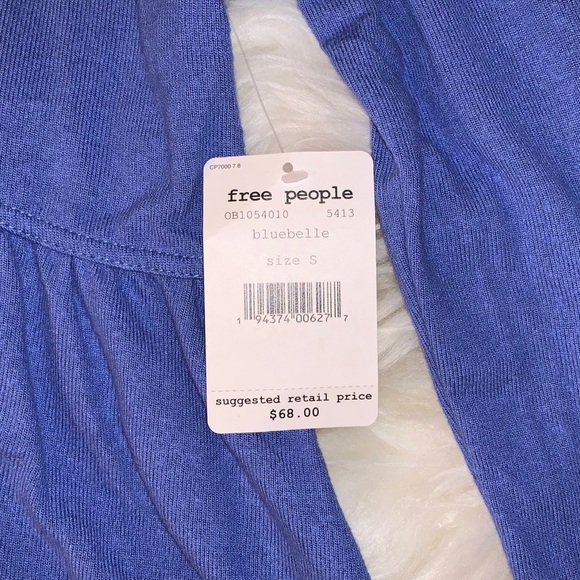 CP7000 7 8
free people
OB1054010 5413
bluebelle
size S
1 94374 00627 7
suggested retail price
$68.00